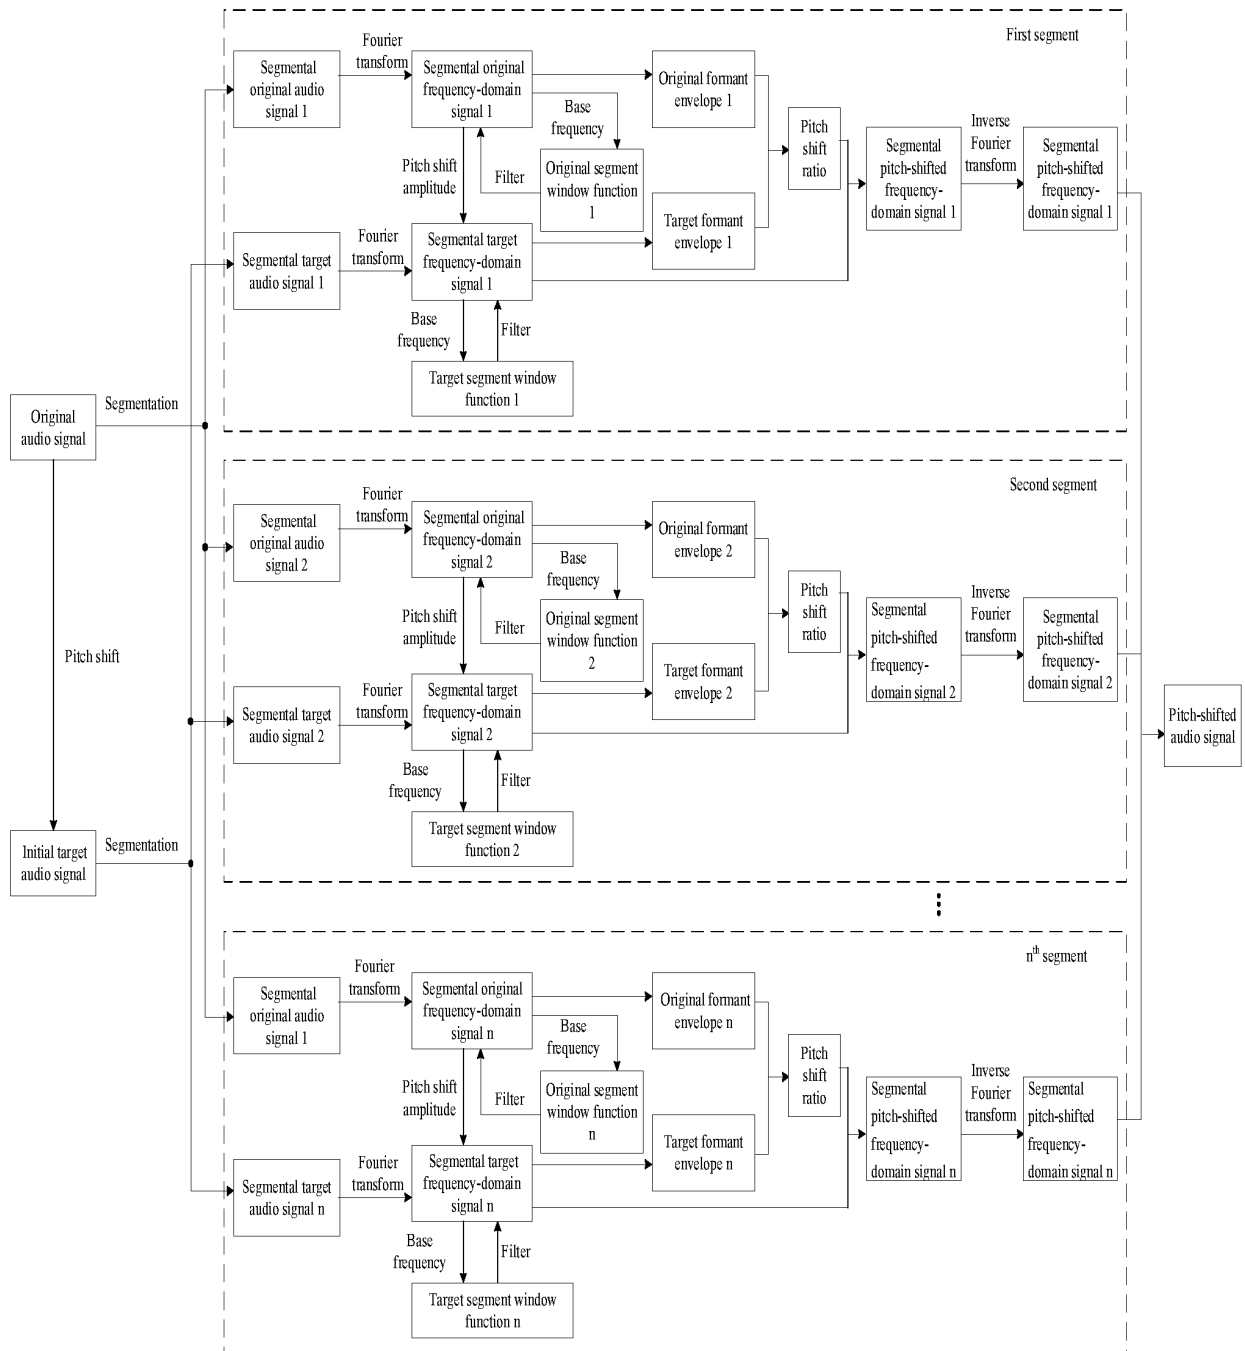 First segment
Fourier
transform
Segmental
original audio
signal 1
Segmental original
frequency-domain
signal 1
Original formant
envelope 1
Base
frequency
Pitch
shift
ratio
Inverse
Fourier
transform
Segmental
pitch-shifted
frequency-
domain signal 1
Segmental
pitch-shifted
frequency-
domain signal 1
Pitch shift
amplitude
Filter
Original segment
window function
1
Target formant
envelope 1
Fourier
transform
Segmental target
audio signal 1
Segmental target
frequency-domain
signal 1
Base
frequency
Filter
Target segment window
function 1
Original
audio signal
Segmentation
Second segment
Fourier
transform
Segmental
original audio
signal 2
Segmental original
frequency-domain
signal 2
Original formant
envelope 2
Base
frequency
Pitch
shift
ratio
Inverse
Fourier
transform
Segmental
pitch-shifted
frequency-
domain signal 2
Segmental
pitch-shifted
frequency-
domain signal 2
Pitch shift
amplitude
Filter
Original segment
window function
2
Target formant
envelope 2
Pitch shift
Fourier
transform
Segmental target
audio signal 2
Segmental target
frequency-domain
signal 2
Pitch-shifted
audio signal
Base
frequency
Filter
Target segment window
function 2
Initial target
audio signal
Segmentation
nth segment
Fourier
transform
Segmental
original audio
signal 1
Segmental original
frequency-domain
signal n
Original formant
envelope n
Base
frequency
Pitch
shift
ratio
Inverse
Fourier
transform
Segmental
pitch-shifted
frequency-
domain signal n
Segmental
pitch-shifted
frequency-
domain signal n
Pitch shift
amplitude
Filter
Original segment
window function
n
Target formant
envelope n
Fourier
transform
Segmental target
audio signal n
Segmental target
frequency-domain
signal n
Base
frequency
Filter
Target segment window
function n